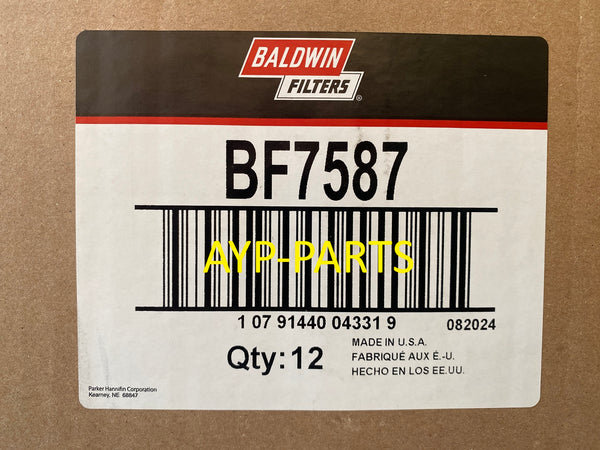 BALDWIN
FILTERS®
BF7587
AYP-PARTS
1 07 91440 04331 9
082024
Qty: 12
MADE IN U.S.A.
FABRIQUÉ AUX É.-U.
HECHO EN LOS EE.UU.
Parker Hannifin Corporation
Kearney, NE 68847